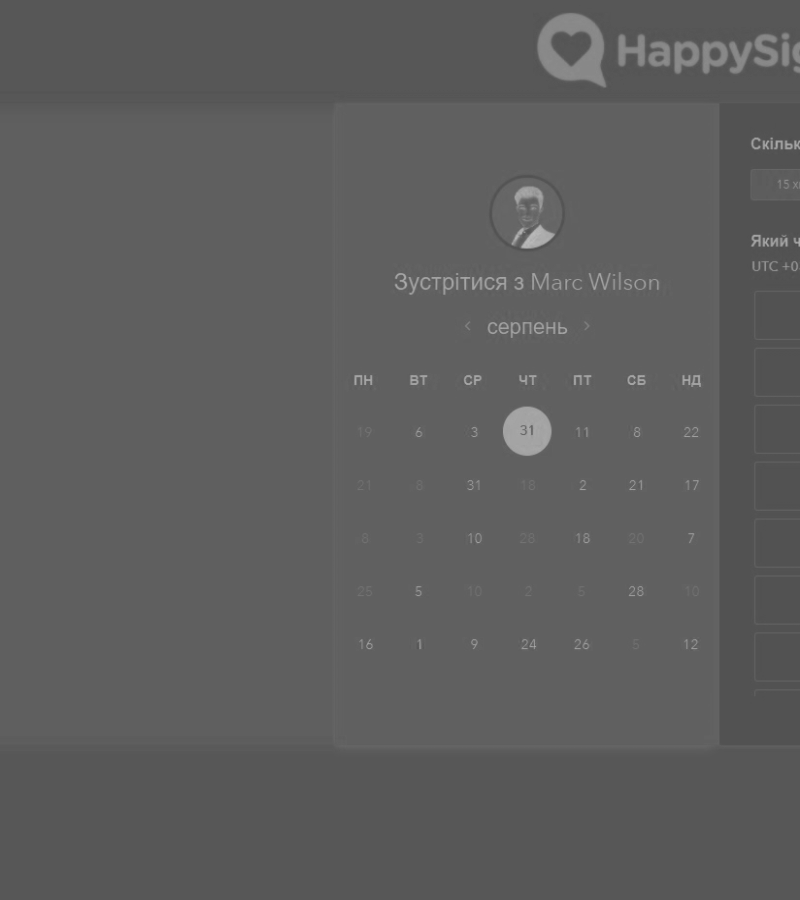 HappySig
Зустрітися з Marc Wilson
< серпень >
ПН ВТ СР ЧТ ПТ СБ НД
19 6 3 31 11 8 22
21 8 31 18 2 21 17
8 3 10 28 18 20 7
25 5 10 2 5 28 10
16 1 9 24 26 5 12
Скільк
15 хв
Який ч
UTC +0